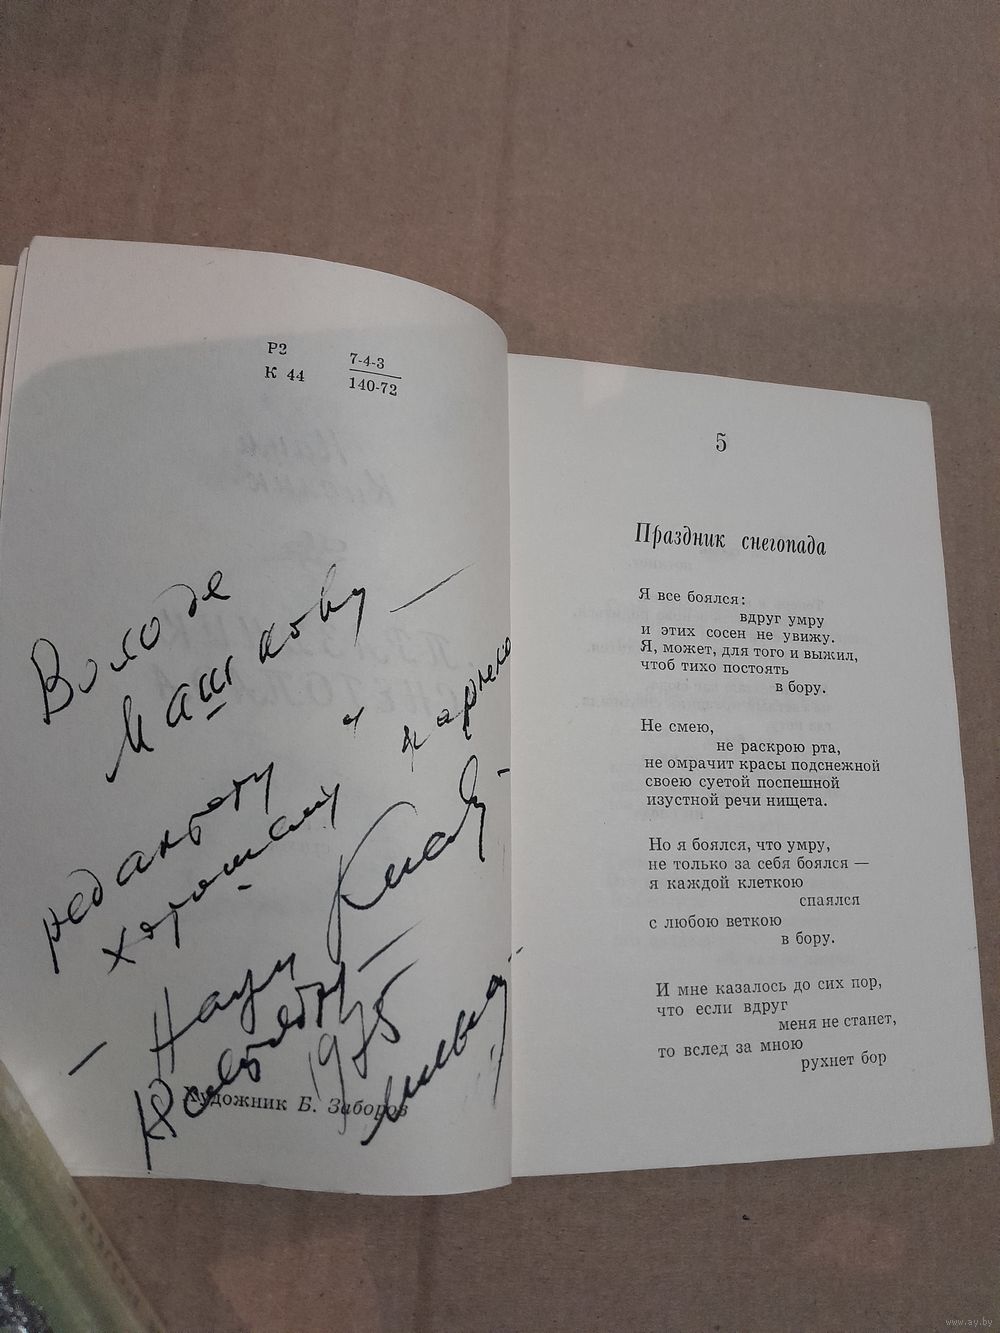 Р2
К 44
7-4-3
140-72
Володе
Машкову —
редактору и
хорошему парню
— Наум Кисл
1975
Художник Б. Заборов
5
Праздник снегопада
Я все боялся:
вдруг умру
и этих сосен не увижу.
Я, может, для того и выжил,
чтоб тихо постоять
в бору.
Не смею,
не раскрою рта,
не омрачит красы подснежной
своею суетой поспешной
изустной речи нищета.
Но я боялся, что умру,
не только за себя боялся —
я каждой клеткою
спаялся
с любою веткою
в бору.
И мне казалось до сих пор,
что если вдруг
меня не станет,
то вслед за мною
рухнет бор
www.ay.by